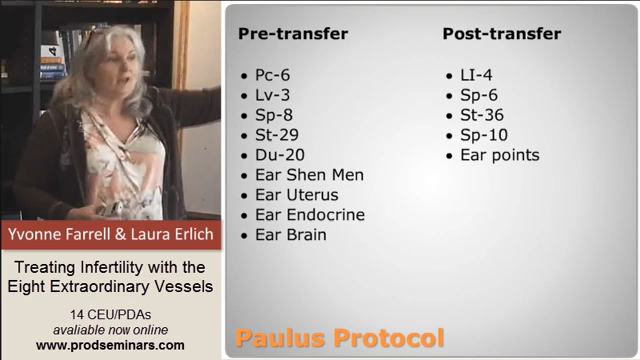 Pre-transfer
Pc-6
Lv-3
Sp-8
St-29
Du-20
Ear Shen Men
Ear Uterus
Ear Endocrine
Ear Brain
Post-transfer
LI-4
Sp-6
St-36
Sp-10
Ear points
Paulus Protocol
Yvonne Farrell & Laura Erlich
Treating Infertility with the
Eight Extraordinary Vessels
14 CEU/PDAs
avaliable now online
www.prodseminars.com